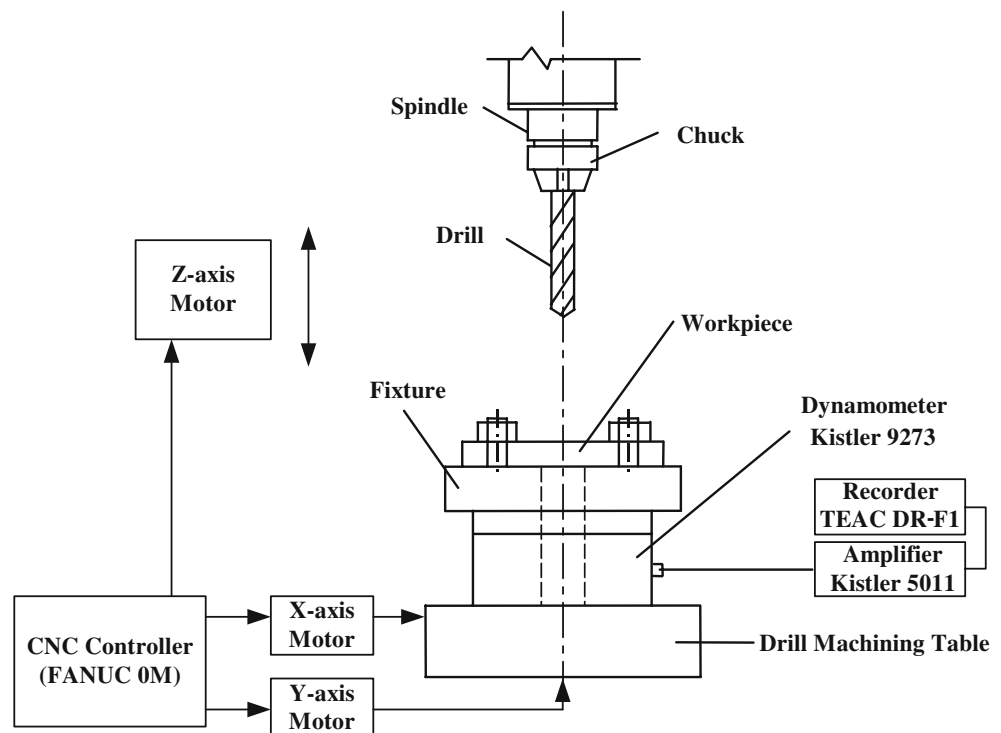 Spindle
Chuck
Drill
Z-axis
Motor
Workpiece
Fixture
Dynamometer
Kistler 9273
Recorder
TEAC DR-F1
Amplifier
Kistler 5011
CNC Controller
(FANUC 0M)
X-axis
Motor
Drill Machining Table
Y-axis
Motor